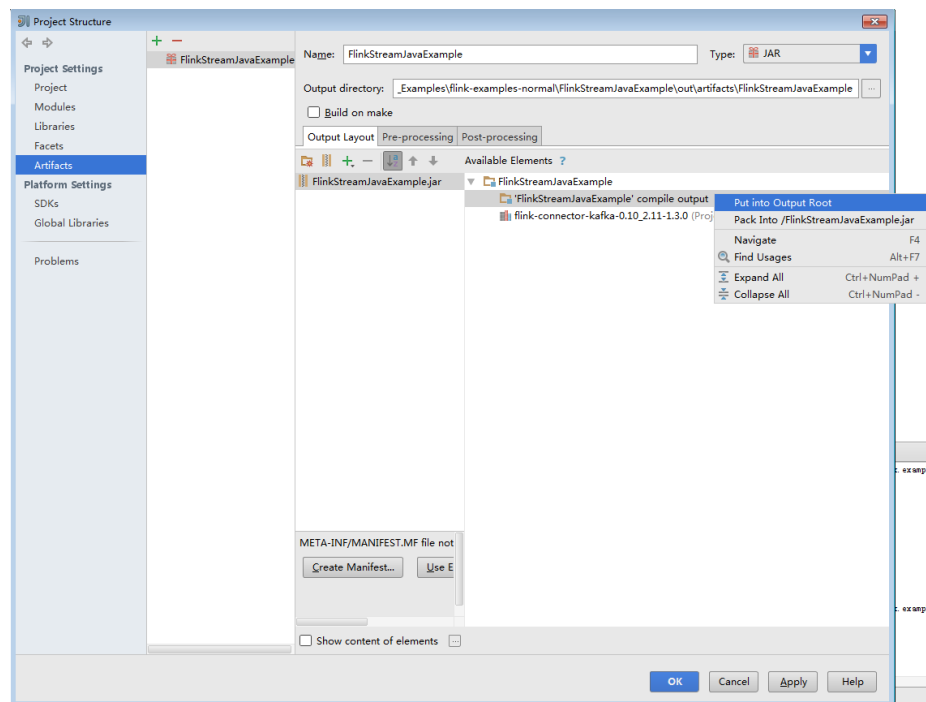 Project Structure
Project Settings
Project
Modules
Libraries
Facets
Artifacts
Platform Settings
SDKs
Global Libraries
Problems
FlinkStreamJavaExample
Name: FlinkStreamJavaExample Type: JAR
Output directory: _Examples\flink-examples-normal\FlinkStreamJavaExample\out\artifacts\FlinkStreamJavaExample ...
Build on make
Output Layout Pre-processing Post-processing
Available Elements ?
FlinkStreamJavaExample.jar
FlinkStreamJavaExample
'FlinkStreamJavaExample' compile output
flink-connector-kafka-0.10_2.11-1.3.0 (Proj
Put into Output Root
Pack Into /FlinkStreamJavaExample.jar
Navigate F4
Find Usages Alt+F7
Expand All Ctrl+NumPad +
Collapse All Ctrl+NumPad -
META-INF/MANIFEST.MF file not
Create Manifest... Use E
Show content of elements ...
OK Cancel Apply Help
. examp
. examp